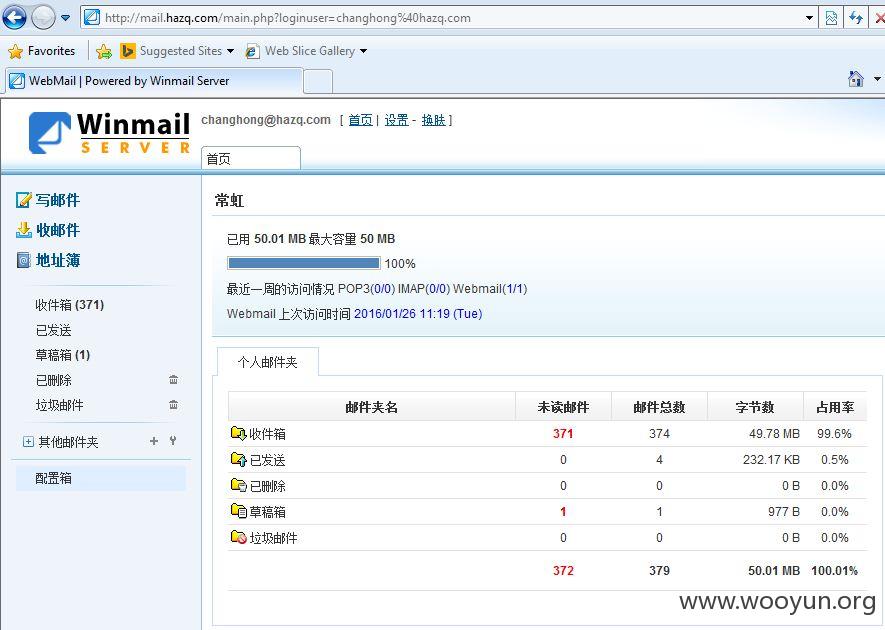 http://mail.hazq.com/main.php?loginuser=changhong%40hazq.com
Favorites Suggested Sites Web Slice Gallery
WebMail | Powered by Winmail Server
Winmail
SERVER
changhong@hazq.com [ 首页 | 设置 - 换肤 ]
首页
写邮件
收邮件
地址簿
收件箱 (371)
已发送
草稿箱 (1)
已删除
垃圾邮件
其他邮件夹
配置箱
常虹
已用 50.01 MB 最大容量 50 MB
100%
最近一周的访问情况 POP3(0/0) IMAP(0/0) Webmail(1/1)
Webmail 上次访问时间 2016/01/26 11:19 (Tue)
个人邮件夹
邮件夹名 未读邮件 邮件总数 字节数 占用率
收件箱 371 374 49.78 MB 99.6%
已发送 0 4 232.17 KB 0.5%
已删除 0 0 0 B 0.0%
草稿箱 1 1 977 B 0.0%
垃圾邮件 0 0 0 B 0.0%
372 379 50.01 MB 100.01%
www.wooyun.org